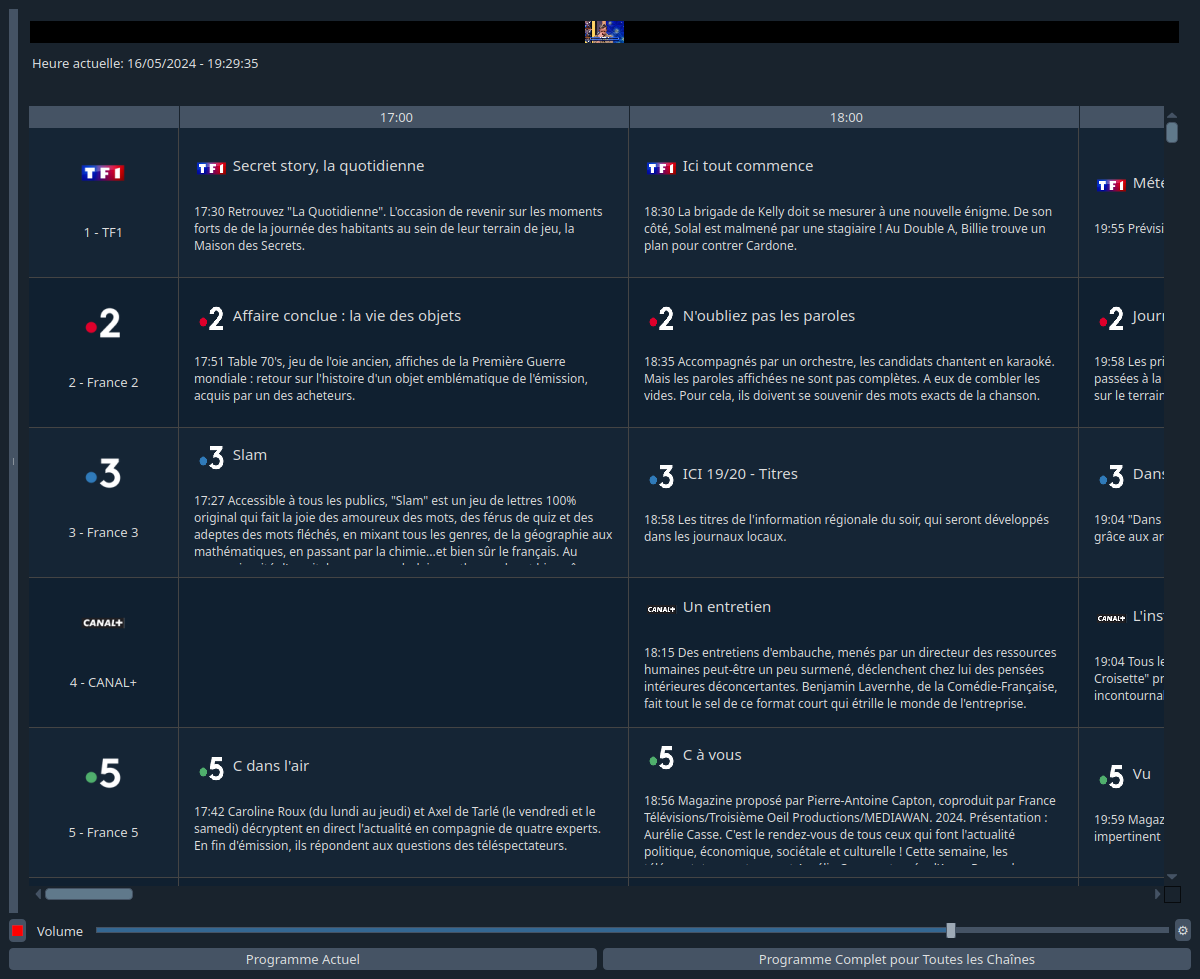 Heure actuelle: 16/05/2024 - 19:29:35
17:00 18:00
TF1
1 - TF1
TF1 Secret story, la quotidienne
17:30 Retrouvez "La Quotidienne". L'occasion de revenir sur les moments
forts de de la journée des habitants au sein de leur terrain de jeu, la
Maison des Secrets.
TF1 Ici tout commence
18:30 La brigade de Kelly doit se mesurer à une nouvelle énigme. De son
côté, Solal est malmené par une stagiaire ! Au Double A, Billie trouve un
plan pour contrer Cardone.
TF1 Mété
19:55 Prévisi
2
2 - France 2
2 Affaire conclue : la vie des objets
17:51 Table 70's, jeu de l'oie ancien, affiches de la Première Guerre
mondiale : retour sur l'histoire d'un objet emblématique de l'émission,
acquis par un des acheteurs.
2 N'oubliez pas les paroles
18:35 Accompagnés par un orchestre, les candidats chantent en karaoké.
Mais les paroles affichées ne sont pas complètes. A eux de combler les
vides. Pour cela, ils doivent se souvenir des mots exacts de la chanson.
2 Journ
19:58 Les pri
passées à la
sur le terrain
3
3 - France 3
3 Slam
17:27 Accessible à tous les publics, "Slam" est un jeu de lettres 100%
original qui fait la joie des amoureux des mots, des férus de quiz et des
adeptes des mots fléchés, en mixant tous les genres, de la géographie aux
mathématiques, en passant par la chimie...et bien sûr le français. Au
3 ICI 19/20 - Titres
18:58 Les titres de l'information régionale du soir, qui seront développés
dans les journaux locaux.
3 Dans
19:04 "Dans
grâce aux ar
CANAL+
4 - CANAL+
CANAL+ Un entretien
18:15 Des entretiens d'embauche, menés par un directeur des ressources
humaines peut-être un peu surmené, déclenchent chez lui des pensées
intérieures déconcertantes. Benjamin Lavernhe, de la Comédie-Française,
fait tout le sel de ce format court qui étrille le monde de l'entreprise.
CANAL+ L'inst
19:04 Tous le
Croisette" pr
incontournal
5
5 - France 5
5 C dans l'air
17:42 Caroline Roux (du lundi au jeudi) et Axel de Tarlé (le vendredi et le
samedi) décryptent en direct l'actualité en compagnie de quatre experts.
En fin d'émission, ils répondent aux questions des téléspectateurs.
5 C à vous
18:56 Magazine proposé par Pierre-Antoine Capton, coproduit par France
Télévisions/Troisième Oeil Productions/MEDIAWAN. 2024. Présentation :
Aurélie Casse. C'est le rendez-vous de tous ceux qui font l'actualité
politique, économique, sociétale et culturelle ! Cette semaine, les
5 Vu
19:59 Magaz
impertinent
Volume
Programme Actuel
Programme Complet pour Toutes les Chaînes